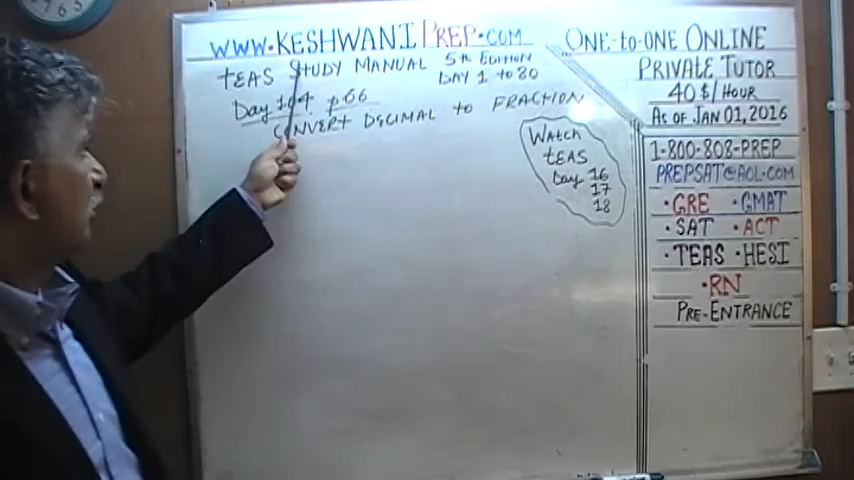 WWW.KESHWANIPREP.COM
TEAS STUDY MANUAL 5TH EDITION
DAY 1 TO 80
Day 104 p66
CONVERT DECIMAL TO FRACTION
WATCH
TEAS
Day 16
17
18
ONE-to-ONE ONLINE
PRIVATE TUTOR
40$/HOUR
AS OF JAN 01, 2016
1-800-808-PREP
PREPSAT@AOL.COM
• GRE • GMAT
• SAT • ACT
• TEAS • HESI
• RN
PRE-ENTRANCE